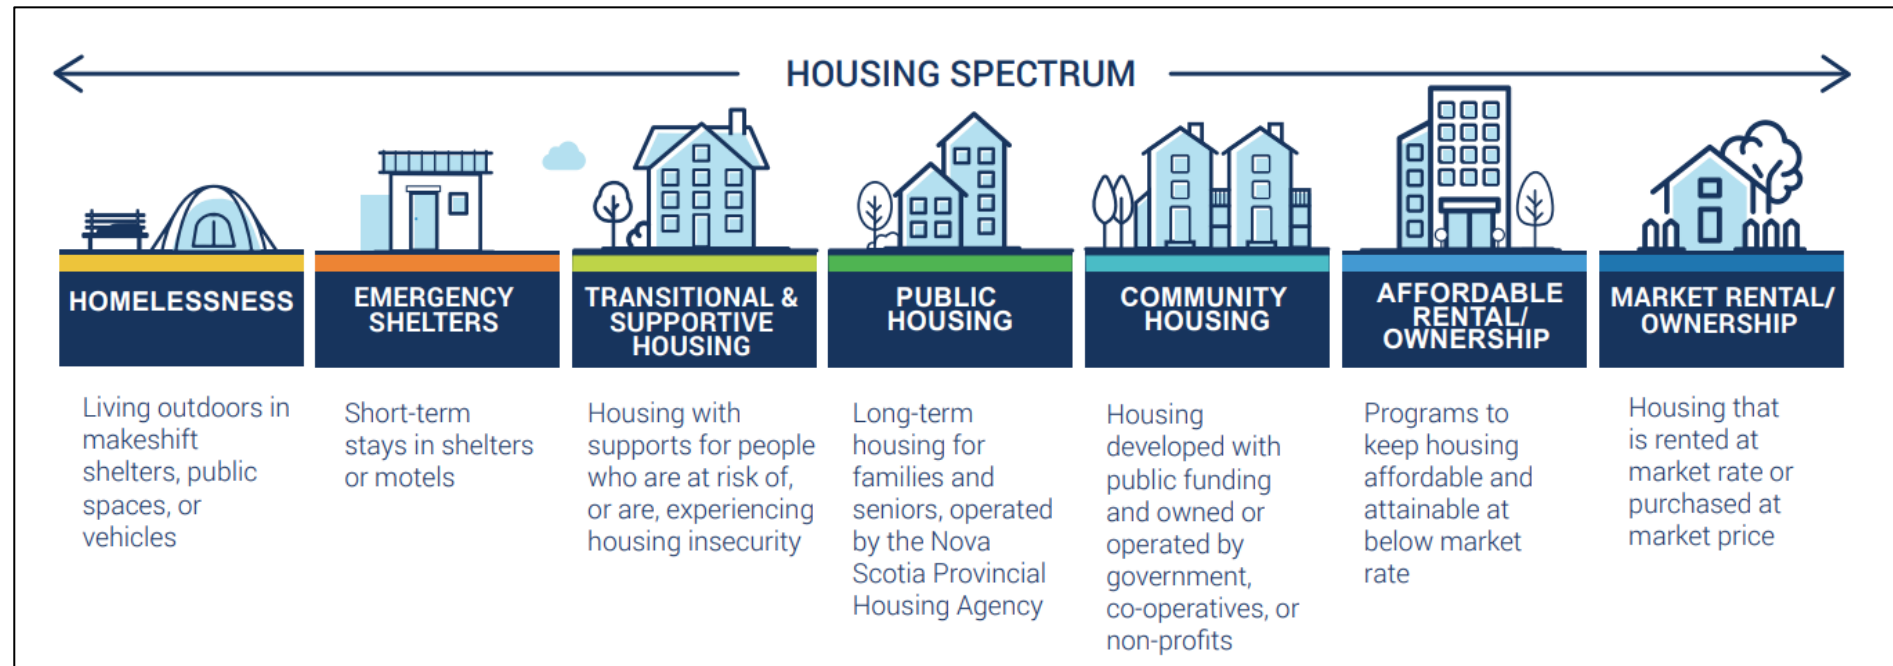 HOUSING SPECTRUM
HOMELESSNESS
Living outdoors in
makeshift
shelters, public
spaces, or
vehicles
EMERGENCY
SHELTERS
Short-term
stays in shelters
or motels
TRANSITIONAL &
SUPPORTIVE
HOUSING
Housing with
supports for people
who are at risk of,
or are, experiencing
housing insecurity
PUBLIC
HOUSING
Long-term
housing for
families and
seniors, operated
by the Nova
Scotia Provincial
Housing Agency
COMMUNITY
HOUSING
Housing
developed with
public funding
and owned or
operated by
government,
co-operatives, or
non-profits
AFFORDABLE
RENTAL/
OWNERSHIP
Programs to
keep housing
affordable and
attainable at
below market
rate
MARKET RENTAL/
OWNERSHIP
Housing that
is rented at
market rate or
purchased at
market price